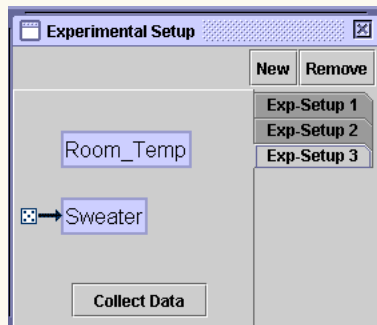 Experimental Setup
New Remove
Exp-Setup 1
Exp-Setup 2
Exp-Setup 3
Room_Temp
Sweater
Collect Data